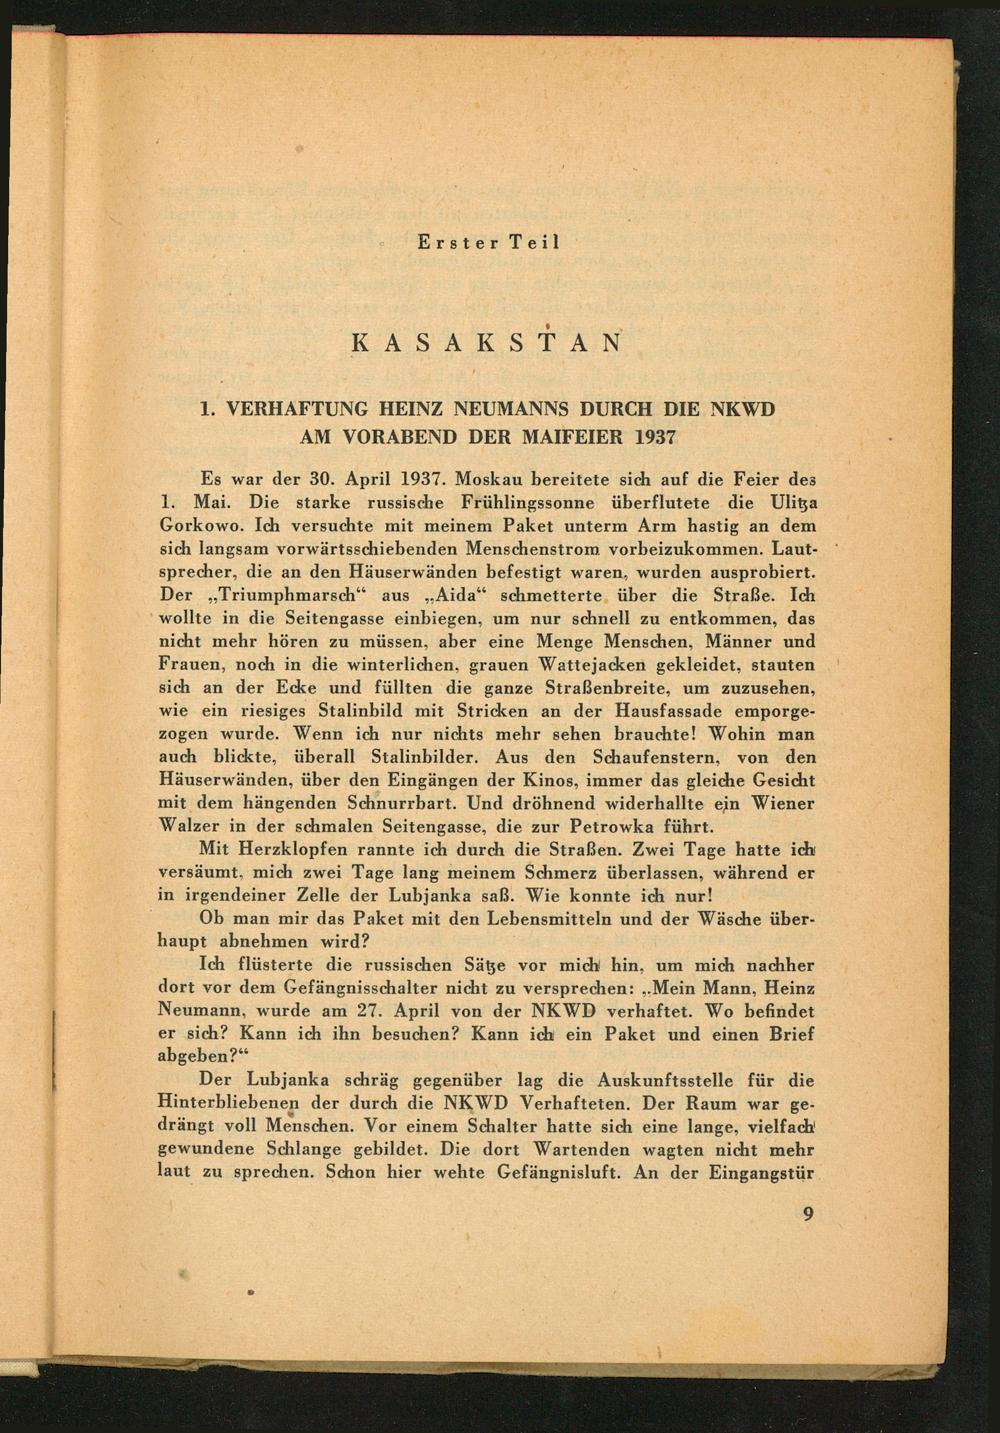 Erster Teil
KASAKSTAN
1. VERHAFTUNG HEINZ NEUMANNS DURCH DIE NKWD
AM VORABEND DER MAIFEIER 1937
Es war der 30. April 1937. Moskau bereitete sich auf die Feier des
1. Mai. Die starke russische Frühlingssonne überflutete die Ulitza
Gorkowo. Ich versuchte mit meinem Paket unterm Arm hastig an dem
sich langsam vorwärtsschiebenden Menschenstrom vorbeizukommen. Laut-
sprecher, die an den Häuserwänden befestigt waren, wurden ausprobiert.
Der „Triumphmarsch“ aus „Aida“ schmetterte über die Straße. Ich
wollte in die Seitengasse einbiegen, um nur schnell zu entkommen, das
nicht mehr hören zu müssen, aber eine Menge Menschen, Männer und
Frauen, noch in die winterlichen, grauen Wattejacken gekleidet, stauten
sich an der Ecke und füllten die ganze Straßenbreite, um zuzusehen,
wie ein riesiges Stalinbild mit Stricken an der Hausfassade emporge-
zogen wurde. Wenn ich nur nichts mehr sehen brauchte! Wohin man
auch blickte, überall Stalinbilder. Aus den Schaufenstern, von den
Häuserwänden, über den Eingängen der Kinos, immer das gleiche Gesicht
mit dem hängenden Schnurrbart. Und dröhnend widerhallte ein Wiener
Walzer in der schmalen Seitengasse, die zur Petrowka führt.
Mit Herzklopfen rannte ich durch die Straßen. Zwei Tage hatte ich
versäumt, mich zwei Tage lang meinem Schmerz überlassen, während er
in irgendeiner Zelle der Lubjanka saß. Wie konnte ich nur!
Ob man mir das Paket mit den Lebensmitteln und der Wäsche über-
haupt abnehmen wird?
Ich flüsterte die russischen Sätze vor mich hin, um mich nachher
dort vor dem Gefängnisschalter nicht zu versprechen: „Mein Mann, Heinz
Neumann, wurde am 27. April von der NKWD verhaftet. Wo befindet
er sich? Kann ich ihn besuchen? Kann ich ein Paket und einen Brief
abgeben?“
Der Lubjanka schräg gegenüber lag die Auskunftsstelle für die
Hinterbliebenen der durch die NKWD Verhafteten. Der Raum war ge-
drängt voll Menschen. Vor einem Schalter hatte sich eine lange, vielfach
gewundene Schlange gebildet. Die dort Wartenden wagten nicht mehr
laut zu sprechen. Schon hier wehte Gefängnisluft. An der Eingangstür
9